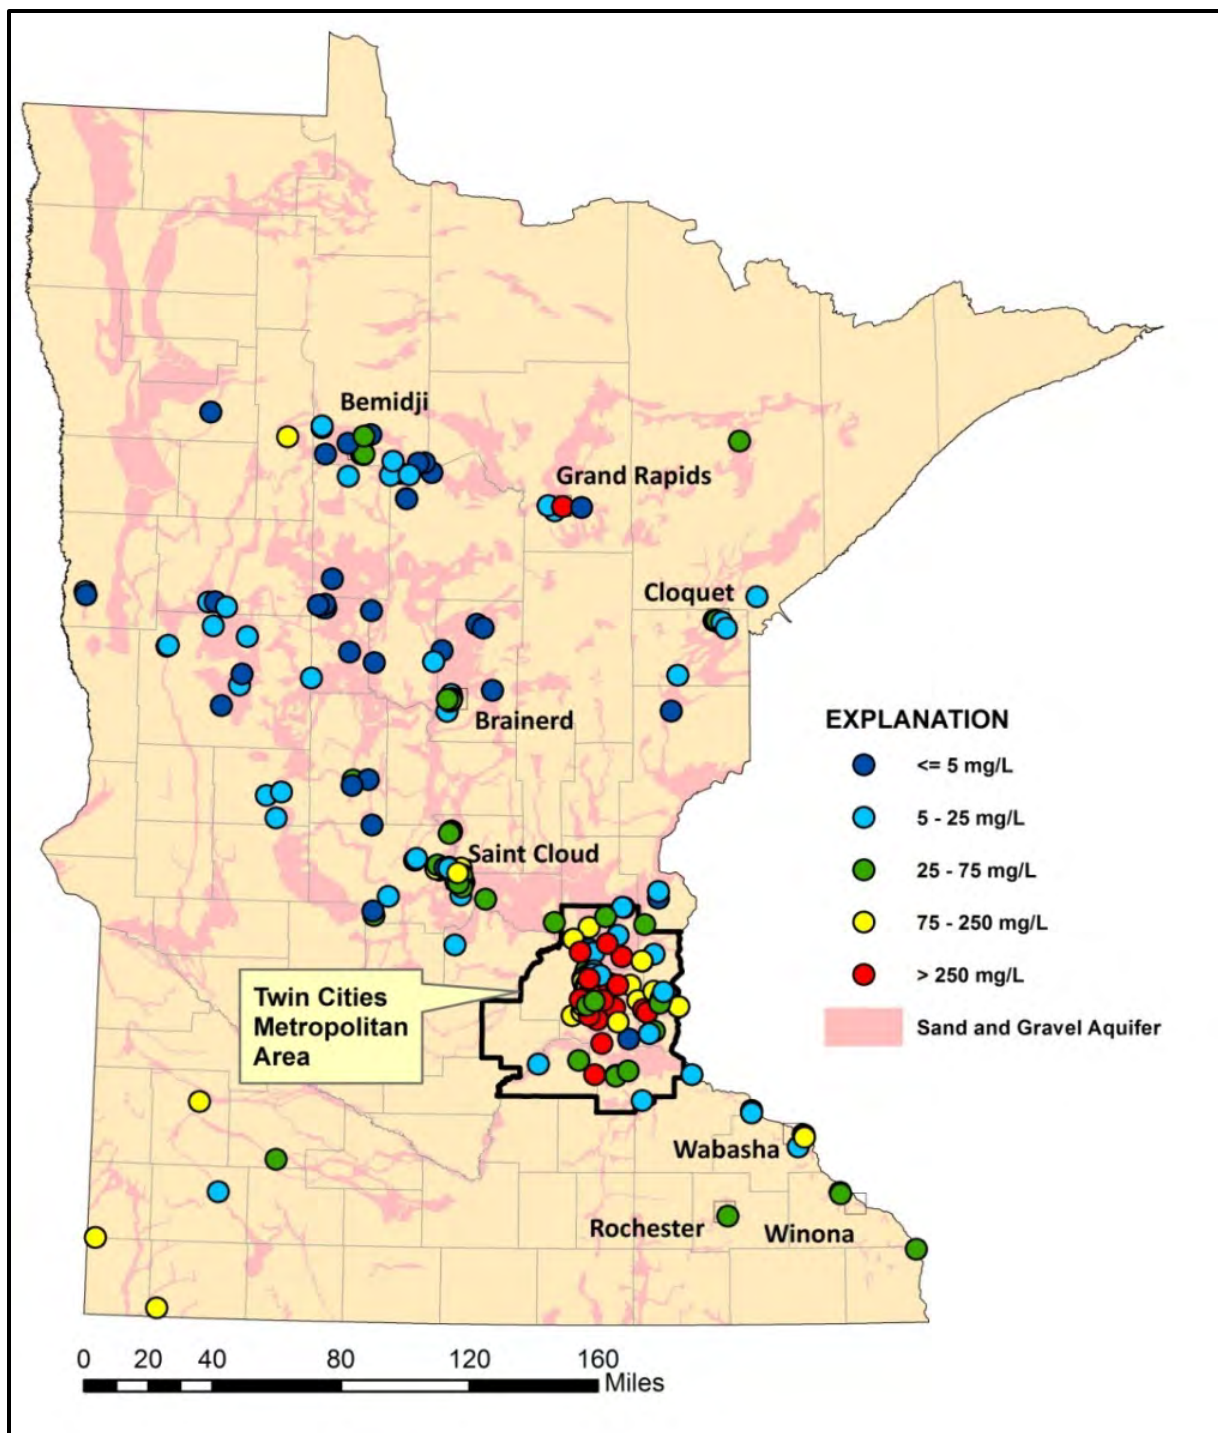 Bemidji
Grand Rapids
Cloquet
Brainerd
EXPLANATION
<= 5 mg/L
5 - 25 mg/L
25 - 75 mg/L
75 - 250 mg/L
> 250 mg/L
Sand and Gravel Aquifer
Saint Cloud
Twin Cities
Metropolitan
Area
Wabasha
Rochester
Winona
0 20 40 80 120 160
Miles